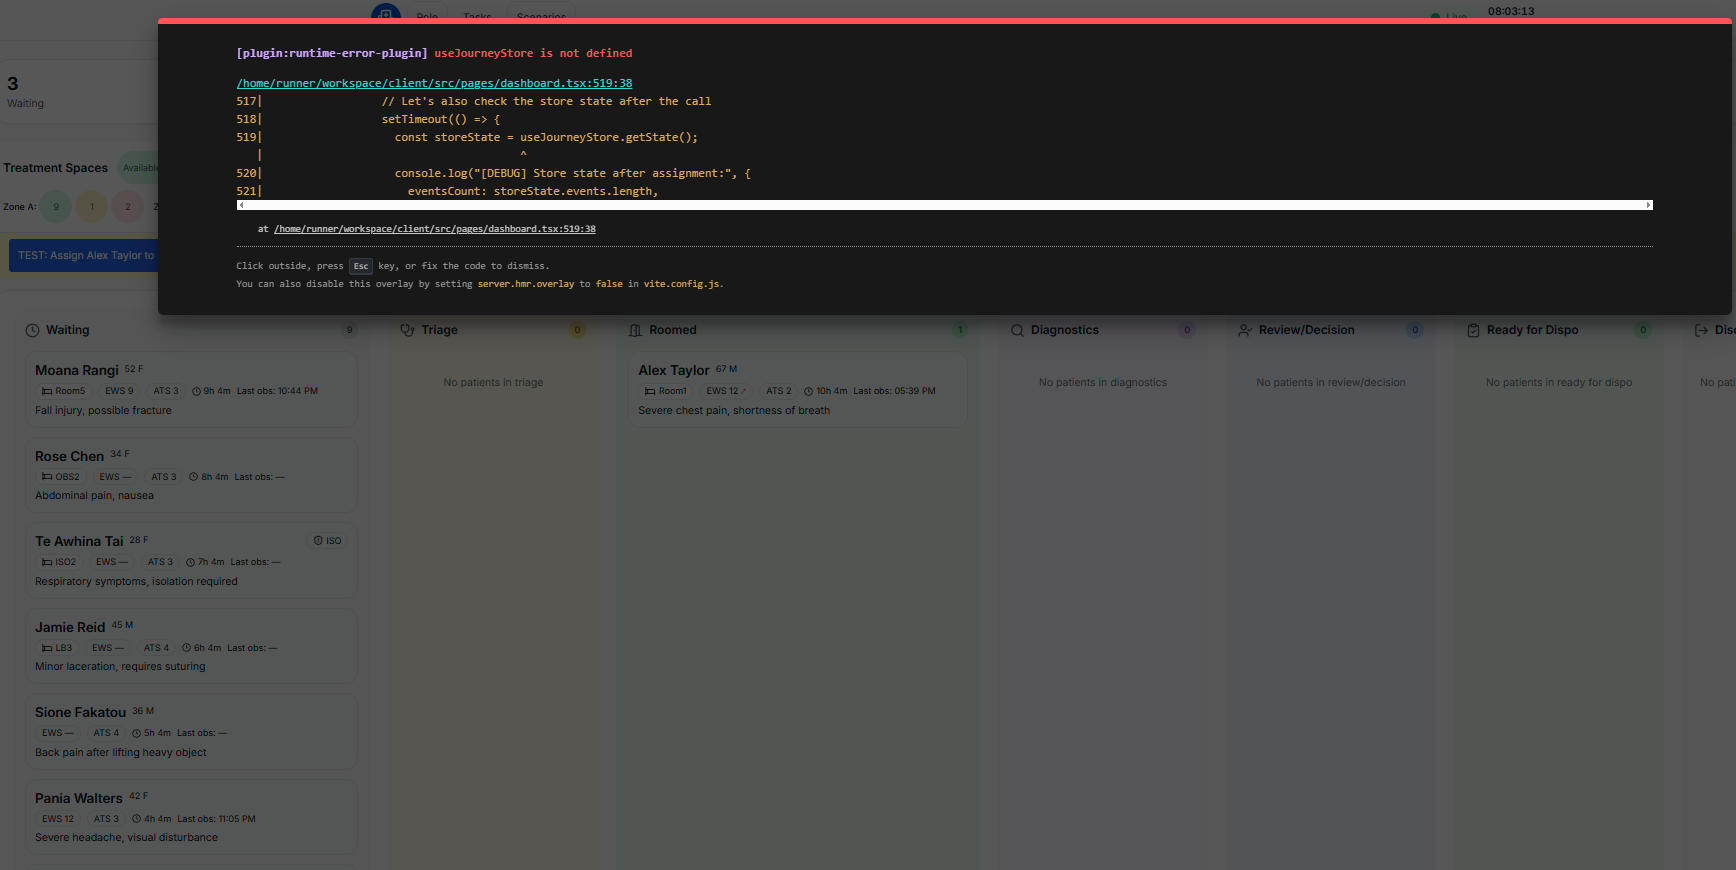 Role Tasks Scenarios Live 08:03:13
[plugin:runtime-error-plugin] useJourneyStore is not defined
/home/runner/workspace/client/src/pages/dashboard.tsx:519:38
517| // Let's also check the store state after the call
518| setTimeout(() => {
519| const storeState = useJourneyStore.getState();
| ^
520| console.log("[DEBUG] Store state after assignment:", {
521| eventsCount: storeState.events.length,
at /home/runner/workspace/client/src/pages/dashboard.tsx:519:38
Click outside, press Esc key, or fix the code to dismiss.
You can also disable this overlay by setting server.hmr.overlay to false in vite.config.js.
3
Waiting
Treatment Spaces Available
Zone A: 9 1 2 Z
TEST: Assign Alex Taylor to
Waiting 9
Moana Rangi 52 F
Room5 EWS 9 ATS 3 9h 4m Last obs: 10:44 PM
Fall injury, possible fracture
Rose Chen 34 F
OBS2 EWS — ATS 3 8h 4m Last obs: —
Abdominal pain, nausea
Te Awhina Tai 28 F ISO
ISO2 EWS — ATS 3 7h 4m Last obs: —
Respiratory symptoms, isolation required
Jamie Reid 45 M
LB3 EWS — ATS 4 6h 4m Last obs: —
Minor laceration, requires suturing
Sione Fakatou 36 M
EWS — ATS 4 5h 4m Last obs: —
Back pain after lifting heavy object
Pania Walters 42 F
EWS 12 ATS 3 4h 4m Last obs: 11:05 PM
Severe headache, visual disturbance
Triage 0
No patients in triage
Roomed 1
Alex Taylor 67 M
Room1 EWS 12 ATS 2 10h 4m Last obs: 05:39 PM
Severe chest pain, shortness of breath
Diagnostics 0
No patients in diagnostics
Review/Decision 0
No patients in review/decision
Ready for Dispo 0
No patients in ready for dispo
Disc
No pati